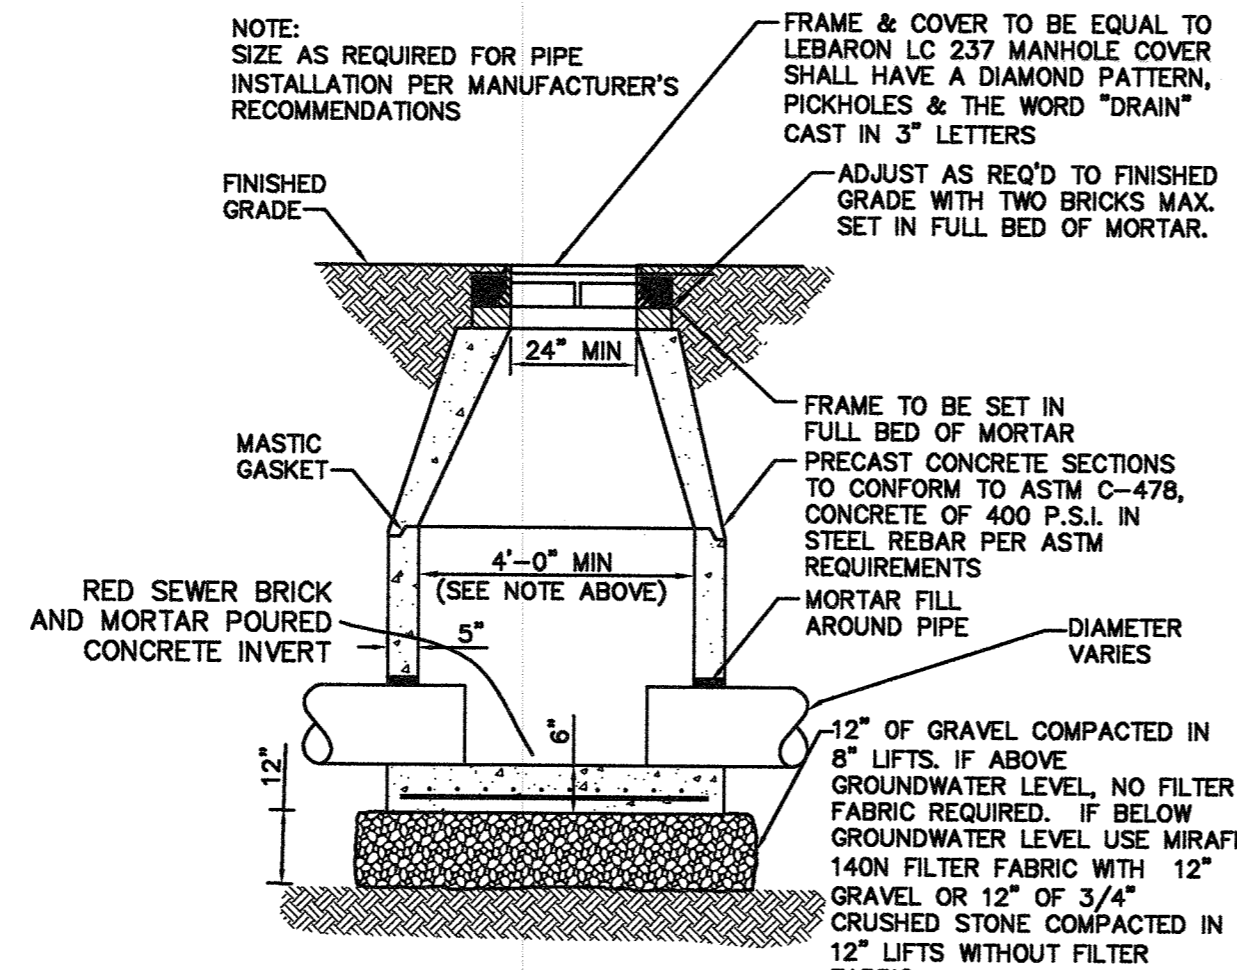 NOTE:
SIZE AS REQUIRED FOR PIPE
INSTALLATION PER MANUFACTURER'S
RECOMMENDATIONS
FRAME & COVER TO BE EQUAL TO
LEBARON LC 237 MANHOLE COVER
SHALL HAVE A DIAMOND PATTERN,
PICKHOLES & THE WORD "DRAIN"
CAST IN 3" LETTERS
FINISHED
GRADE
ADJUST AS REQ'D TO FINISHED
GRADE WITH TWO BRICKS MAX.
SET IN FULL BED OF MORTAR.
24" MIN
FRAME TO BE SET IN
FULL BED OF MORTAR
MASTIC
GASKET
PRECAST CONCRETE SECTIONS
TO CONFORM TO ASTM C-478,
CONCRETE OF 400 P.S.I. IN
STEEL REBAR PER ASTM
REQUIREMENTS
4'-0" MIN
(SEE NOTE ABOVE)
RED SEWER BRICK
AND MORTAR POURED
CONCRETE INVERT
5"
MORTAR FILL
AROUND PIPE
DIAMETER
VARIES
6"
12"
12" OF GRAVEL COMPACTED IN
8" LIFTS. IF ABOVE
GROUNDWATER LEVEL, NO FILTER
FABRIC REQUIRED. IF BELOW
GROUNDWATER LEVEL USE MIRAFI
140N FILTER FABRIC WITH 12"
GRAVEL OR 12" OF 3/4"
CRUSHED STONE COMPACTED IN
12" LIFTS WITHOUT FILTER